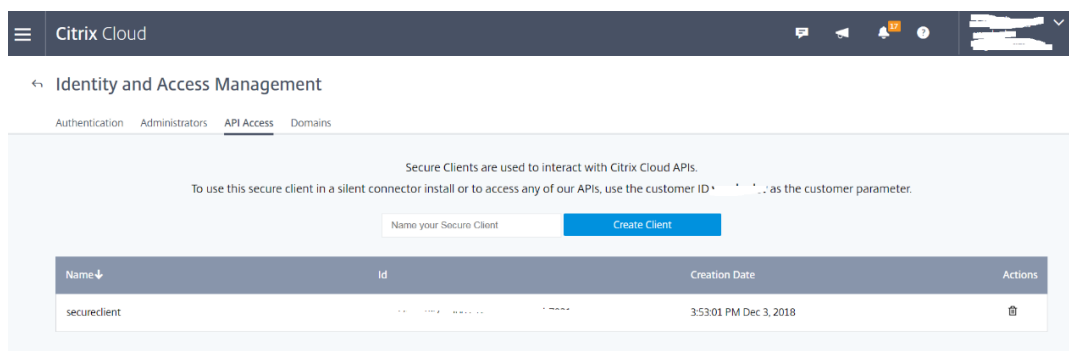 Citrix Cloud
17
Identity and Access Management
Authentication Administrators API Access Domains
Secure Clients are used to interact with Citrix Cloud APIs.
To use this secure client in a silent connector install or to access any of our APIs, use the customer ID as the customer parameter.
Name your Secure Client Create Client
Name Id Creation Date Actions
secureclient 3:53:01 PM Dec 3, 2018